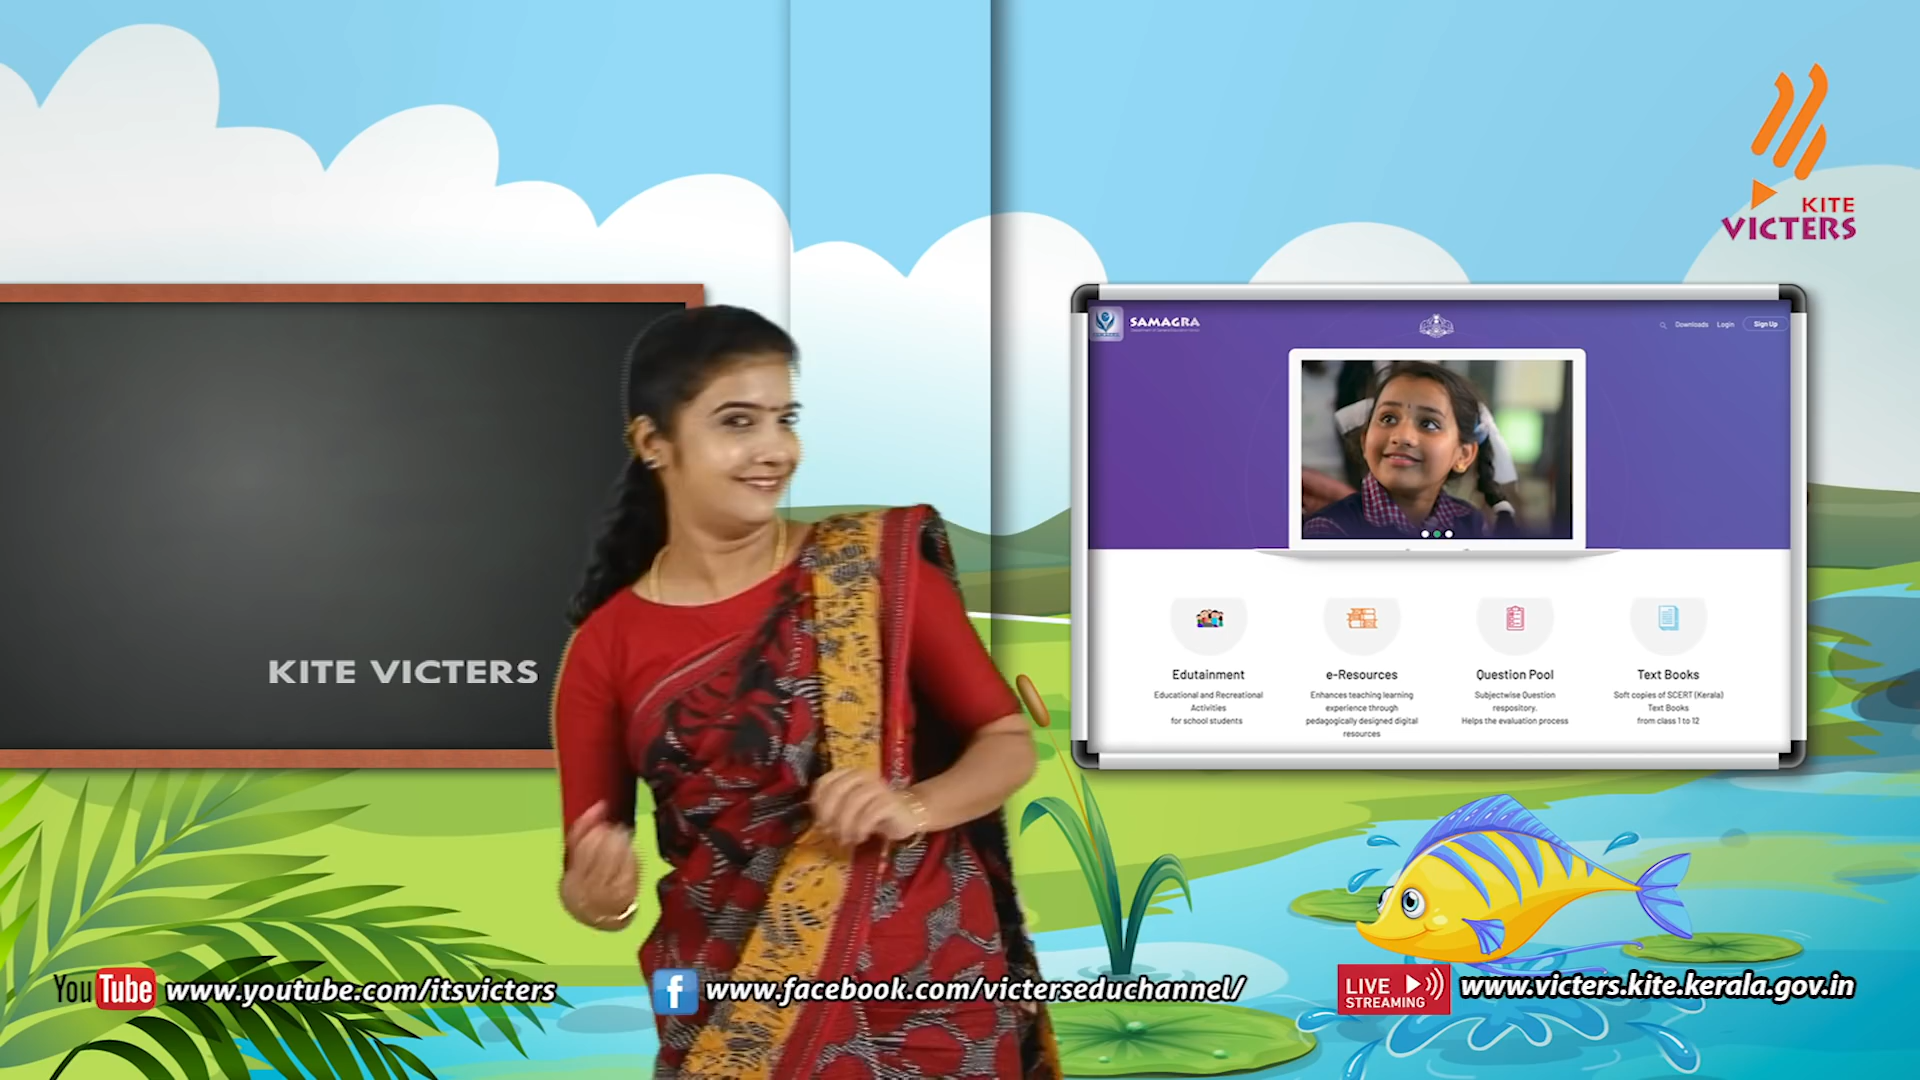 KITE
VICTERS
SAMAGRA
Downloads Login Sign Up
KITE VICTERS
Edutainment
Educational and Recreational
Activities
for school students
e-Resources
Enhances teaching learning
experience through
pedagogically designed digital
resources
Question Pool
Subjectwise Question
respository.
Helps the evaluation process
Text Books
Soft copies of SCERT (Kerala)
Text Books
from class 1 to 12
YouTube www.youtube.com/itsvicters
f www.facebook.com/victerseduchannel/
LIVE
STREAMING
www.victers.kite.kerala.gov.in